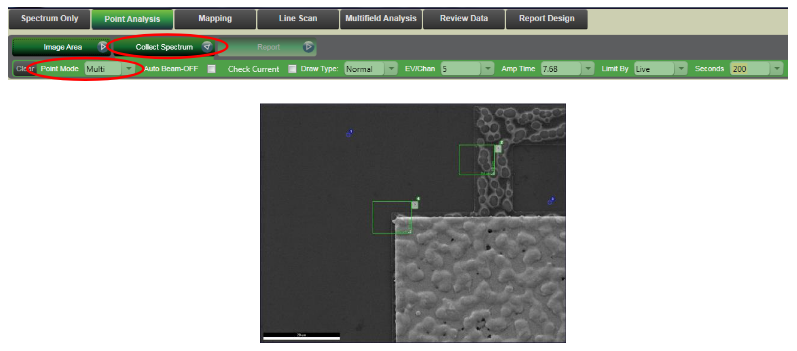 Spectrum Only Point Analysis Mapping Line Scan Multifield Analysis Review Data Report Design
Image Area Collect Spectrum Report
Clear Point Mode Multi Auto Beam-OFF Check Current Draw Type: Normal EV/Chan 5 Amp Time 7.68 Limit By Live Seconds 200